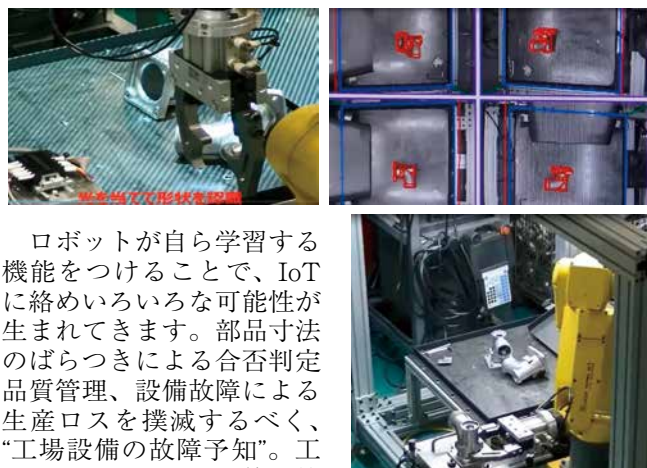 光を当てて形状を認識
ロボットが自ら学習する
機能をつけることで、IoT
に絡めいろいろな可能性が
生まれてきます。部品寸法
のばらつきによる合否判定
品質管理、設備故障による
生産ロスを撲滅するべく、
“工場設備の故障予知”。工